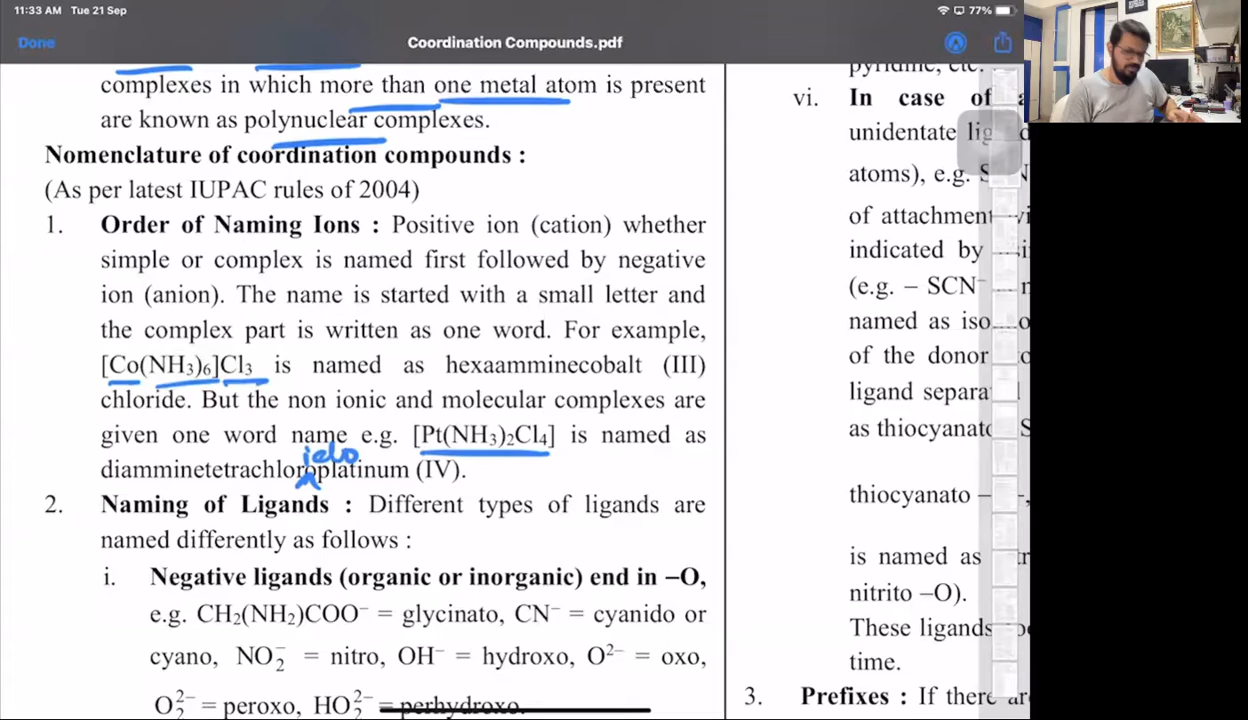 11:33 AM Tue 21 Sep
77%
Done
Coordination Compounds.pdf
complexes in which more than one metal atom is present
are known as polynuclear complexes.
Nomenclature of coordination compounds :
(As per latest IUPAC rules of 2004)
1. Order of Naming Ions : Positive ion (cation) whether
simple or complex is named first followed by negative
ion (anion). The name is started with a small letter and
the complex part is written as one word. For example,
[Co(NH₃)₆]Cl₃ is named as hexaamminecobalt (III)
chloride. But the non ionic and molecular complexes are
given one word name e.g. [Pt(NH₃)₂Cl₄] is named as
ido
diamminetetrachloroplatinum (IV).
2. Naming of Ligands : Different types of ligands are
named differently as follows :
i. Negative ligands (organic or inorganic) end in –O,
e.g. CH₂(NH₂)COO⁻ = glycinato, CN⁻ = cyanido or
cyano, NO₂⁻ = nitro, OH⁻ = hydroxo, O²⁻ = oxo,
O₂²⁻ = peroxo, HO₂²⁻ = perhydroxo.
pyridine, etc.
vi. In case of
unidentate
atoms), e.g.
of attachment
indicated by
(e.g. – SCN⁻
named as iso
of the donor
ligand
as
thiocyanato –
is named as
nitrito –O).
These ligands
time.
3. Prefixes : If there